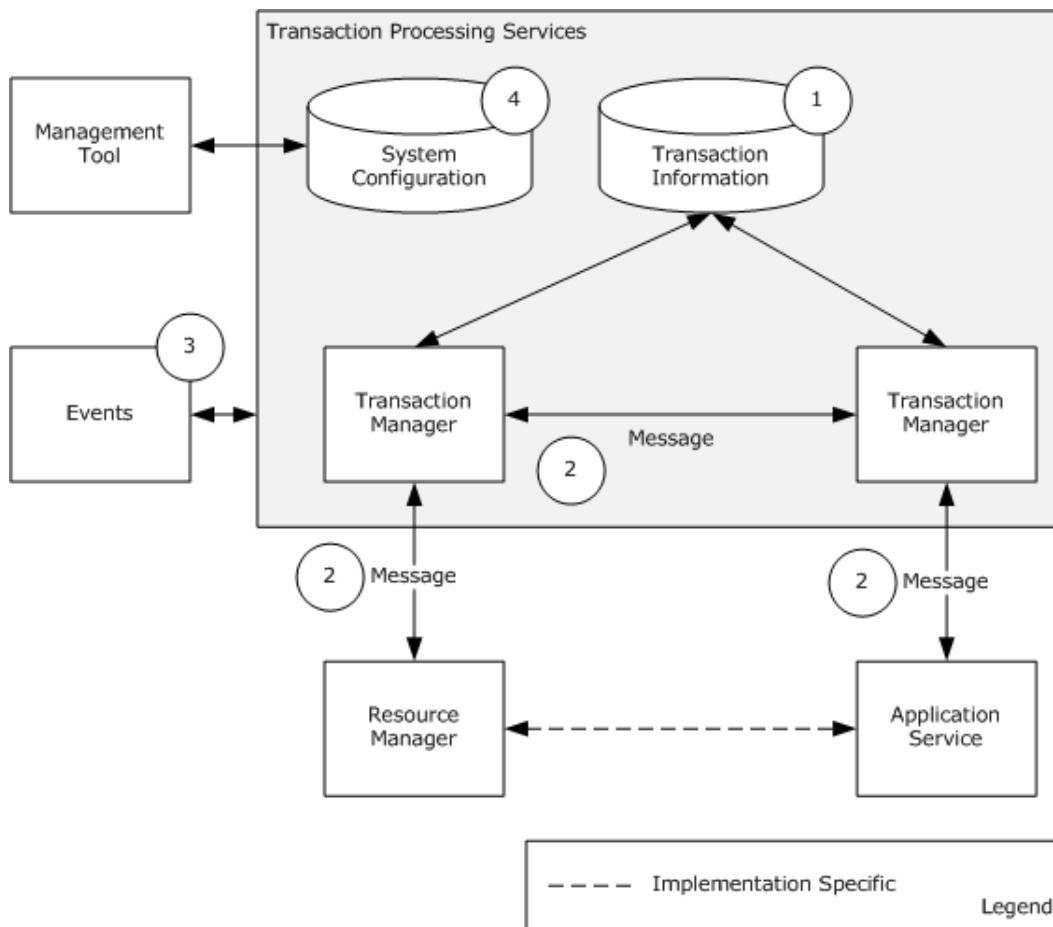 Transaction Processing Services
4
1
Management
Tool
System
Configuration
Transaction
Information
3
Events
Transaction
Manager
Transaction
Manager
Message
2
2
Message
2
Message
Resource
Manager
Application
Service
Implementation Specific
Legend